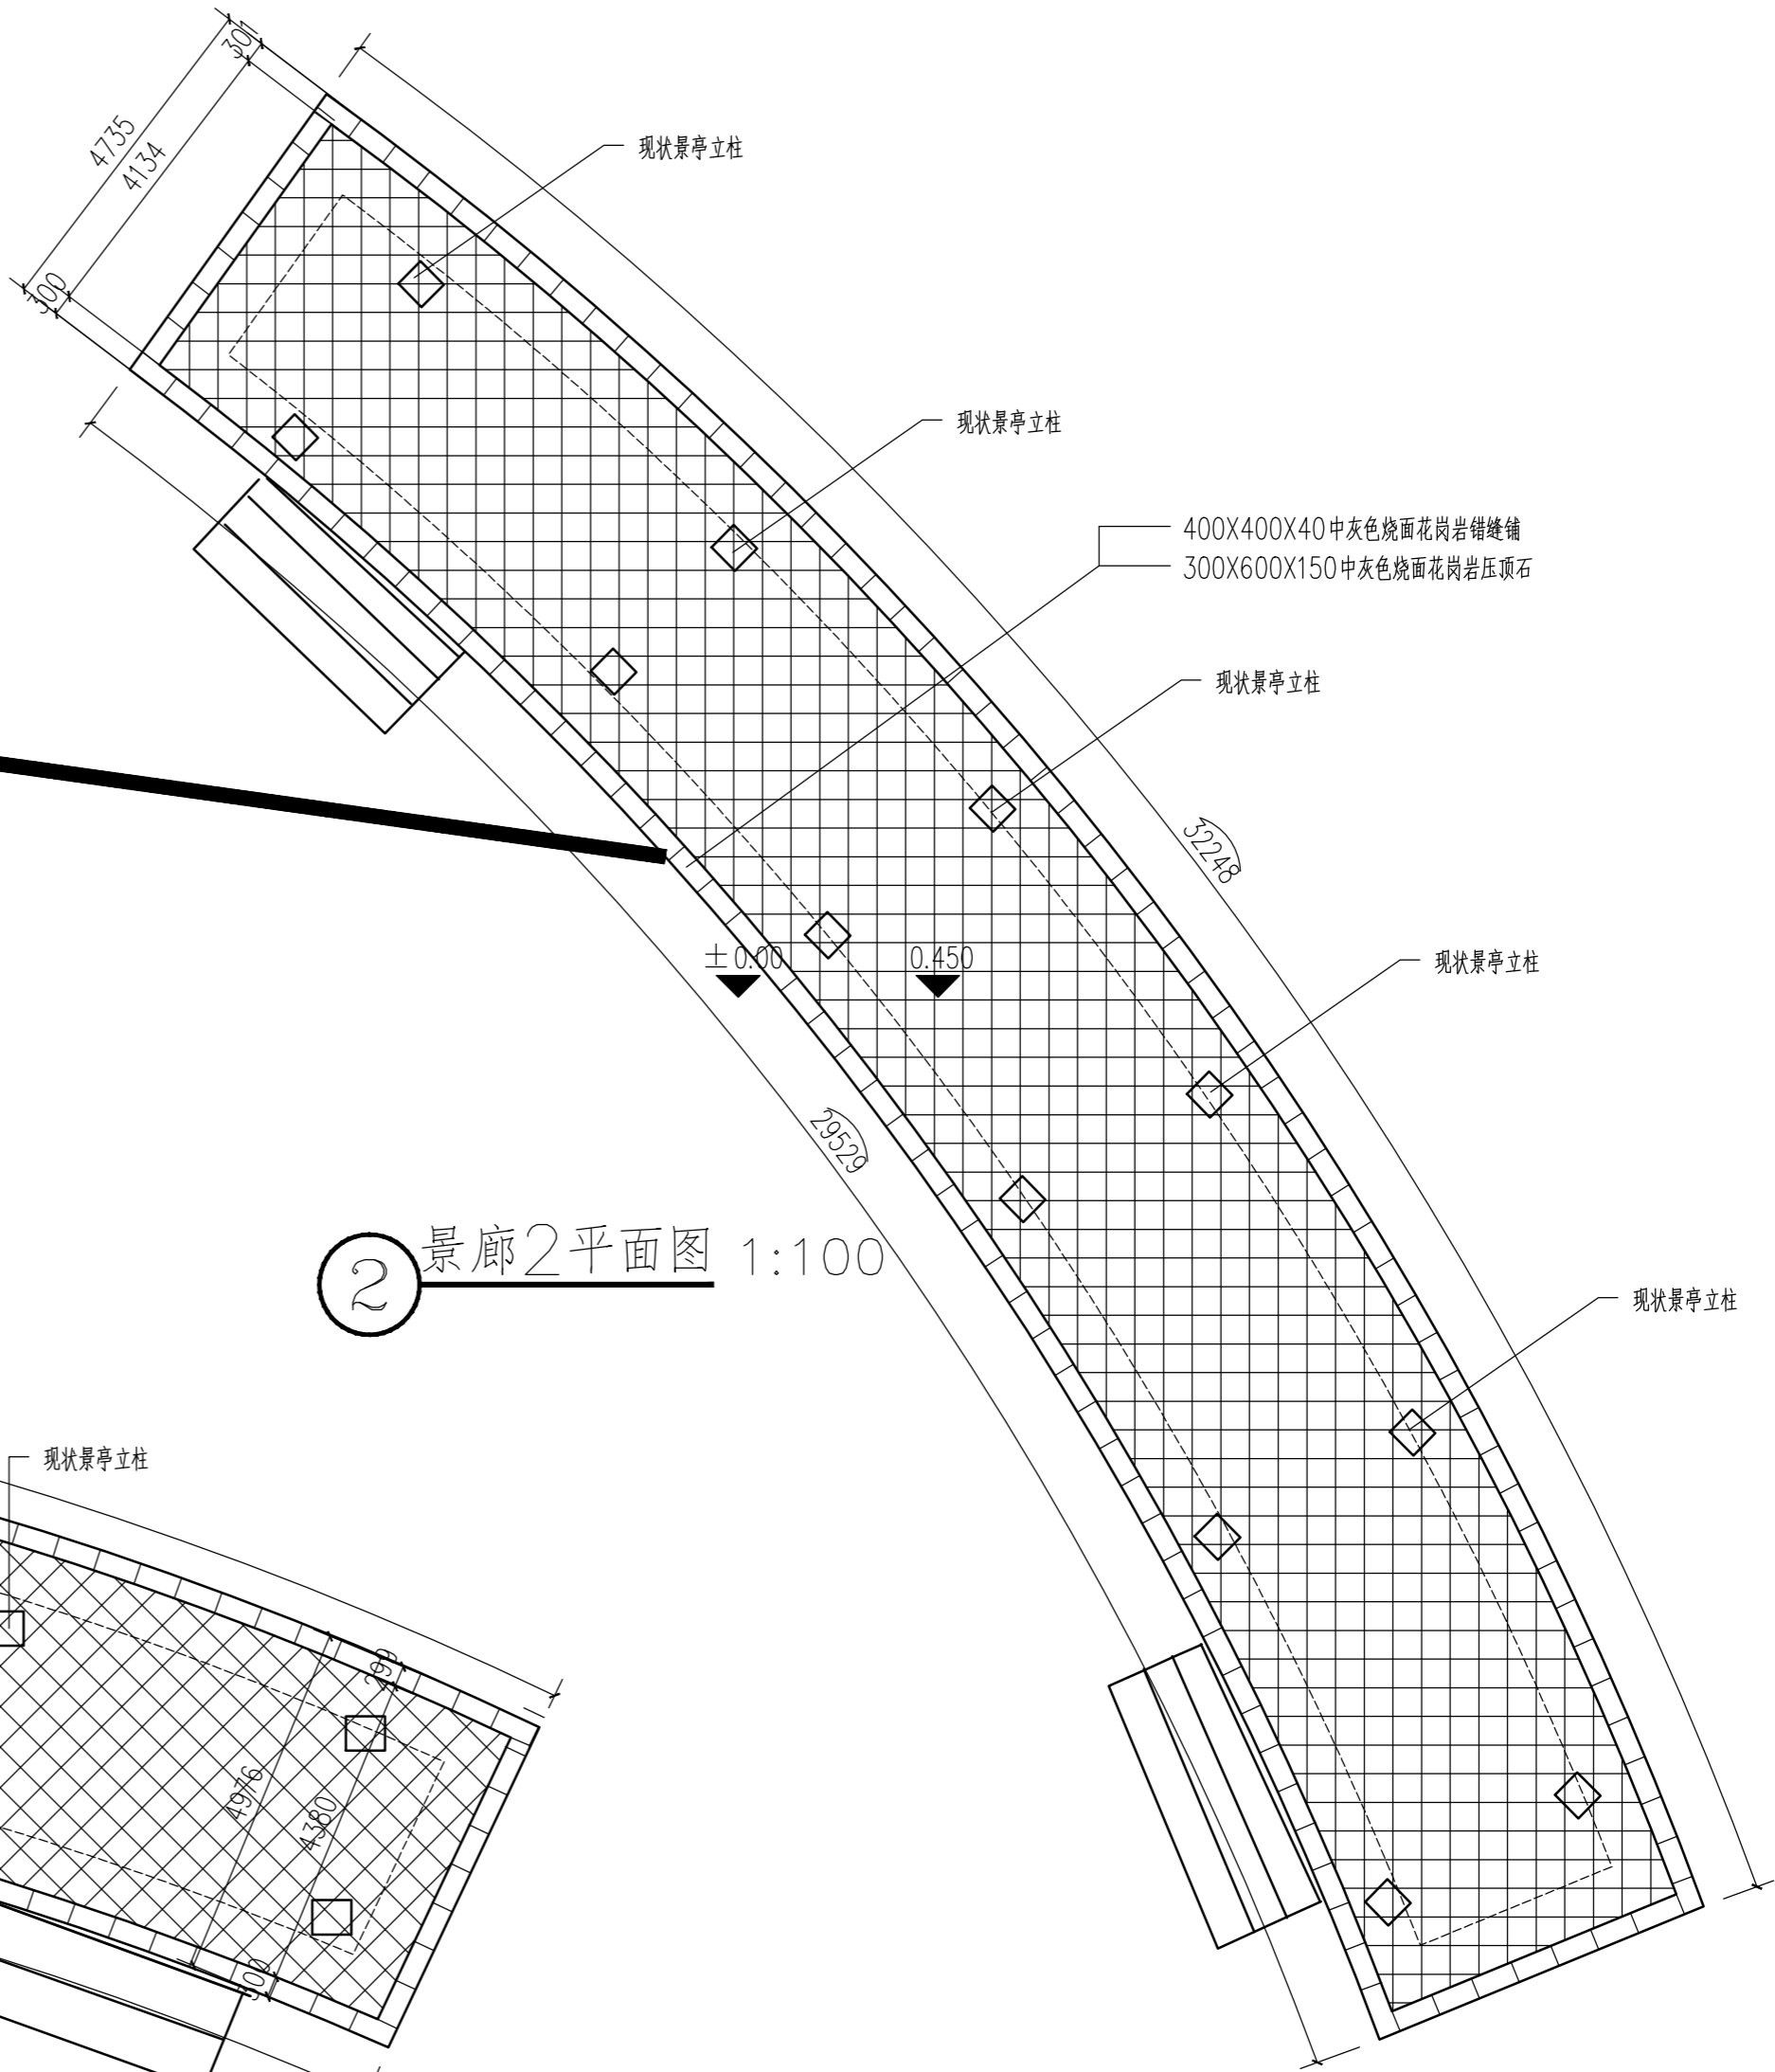 301
4735
4134
300
现状景亭立柱
现状景亭立柱
400X400X40中灰色烧面花岗岩错缝铺
300X600X150中灰色烧面花岗岩压顶石
现状景亭立柱
32248
±0.00
0.450
现状景亭立柱
29529
2 景廊2平面图 1:100
现状景亭立柱
现状景亭立柱
299
4976
4380
300